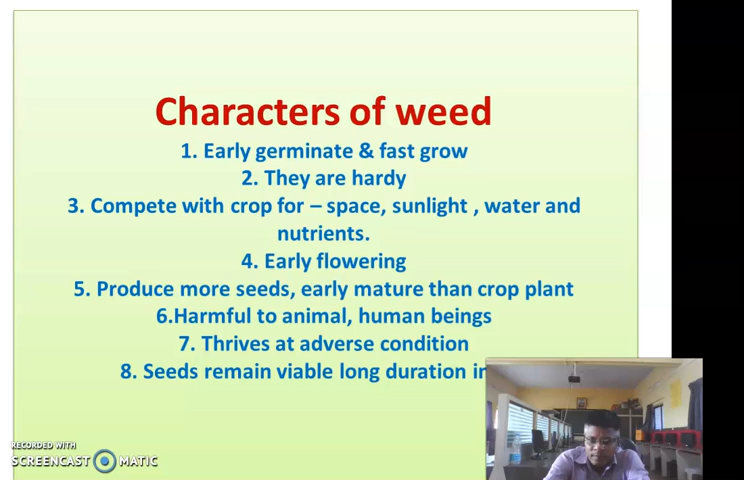 Characters of weed
1. Early germinate & fast grow
2. They are hardy
3. Compete with crop for – space, sunlight , water and
nutrients.
4. Early flowering
5. Produce more seeds, early mature than crop plant
6.Harmful to animal, human beings
7. Thrives at adverse condition
8. Seeds remain viable long duration in
RECORDED WITH
SCREENCAST MATIC